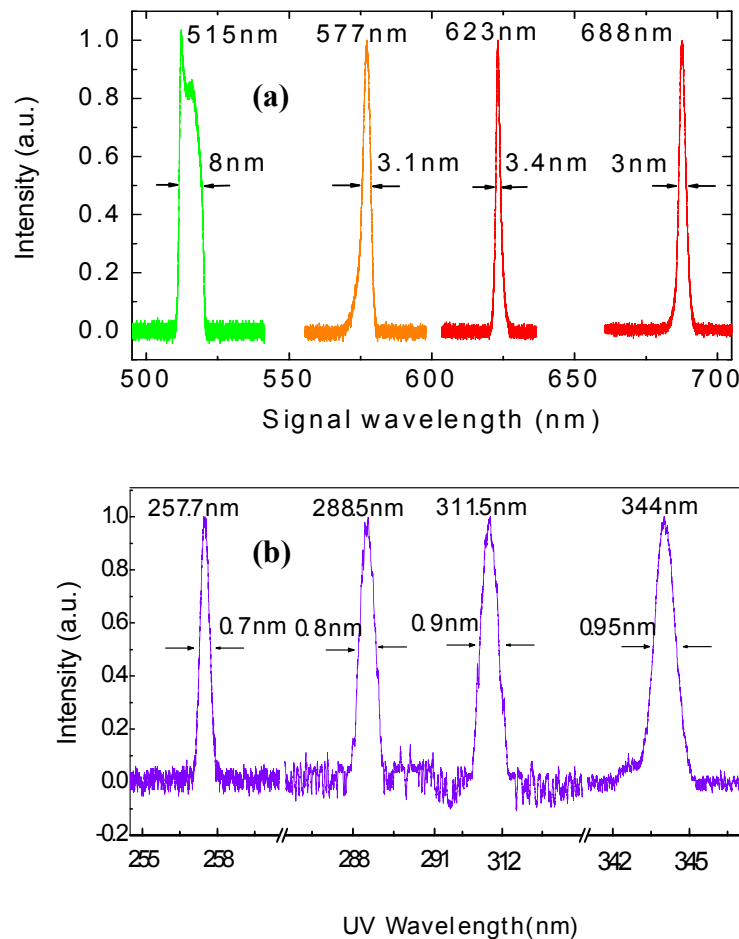 515nm 577nm 623nm 688nm
(a)
8nm 3.1nm 3.4nm 3nm
Intensity (a.u.)
1.0
0.8
0.6
0.4
0.2
0.0
500 550 600 650 700
Signal wavelength (nm)
257.7nm 288.5nm 311.5nm 344nm
(b)
0.7nm 0.8nm 0.9nm 0.95nm
Intensity (a.u.)
1.0
0.8
0.6
0.4
0.2
0.0
-0.2
255 258 288 291 312 342 345
UV Wavelength(nm)